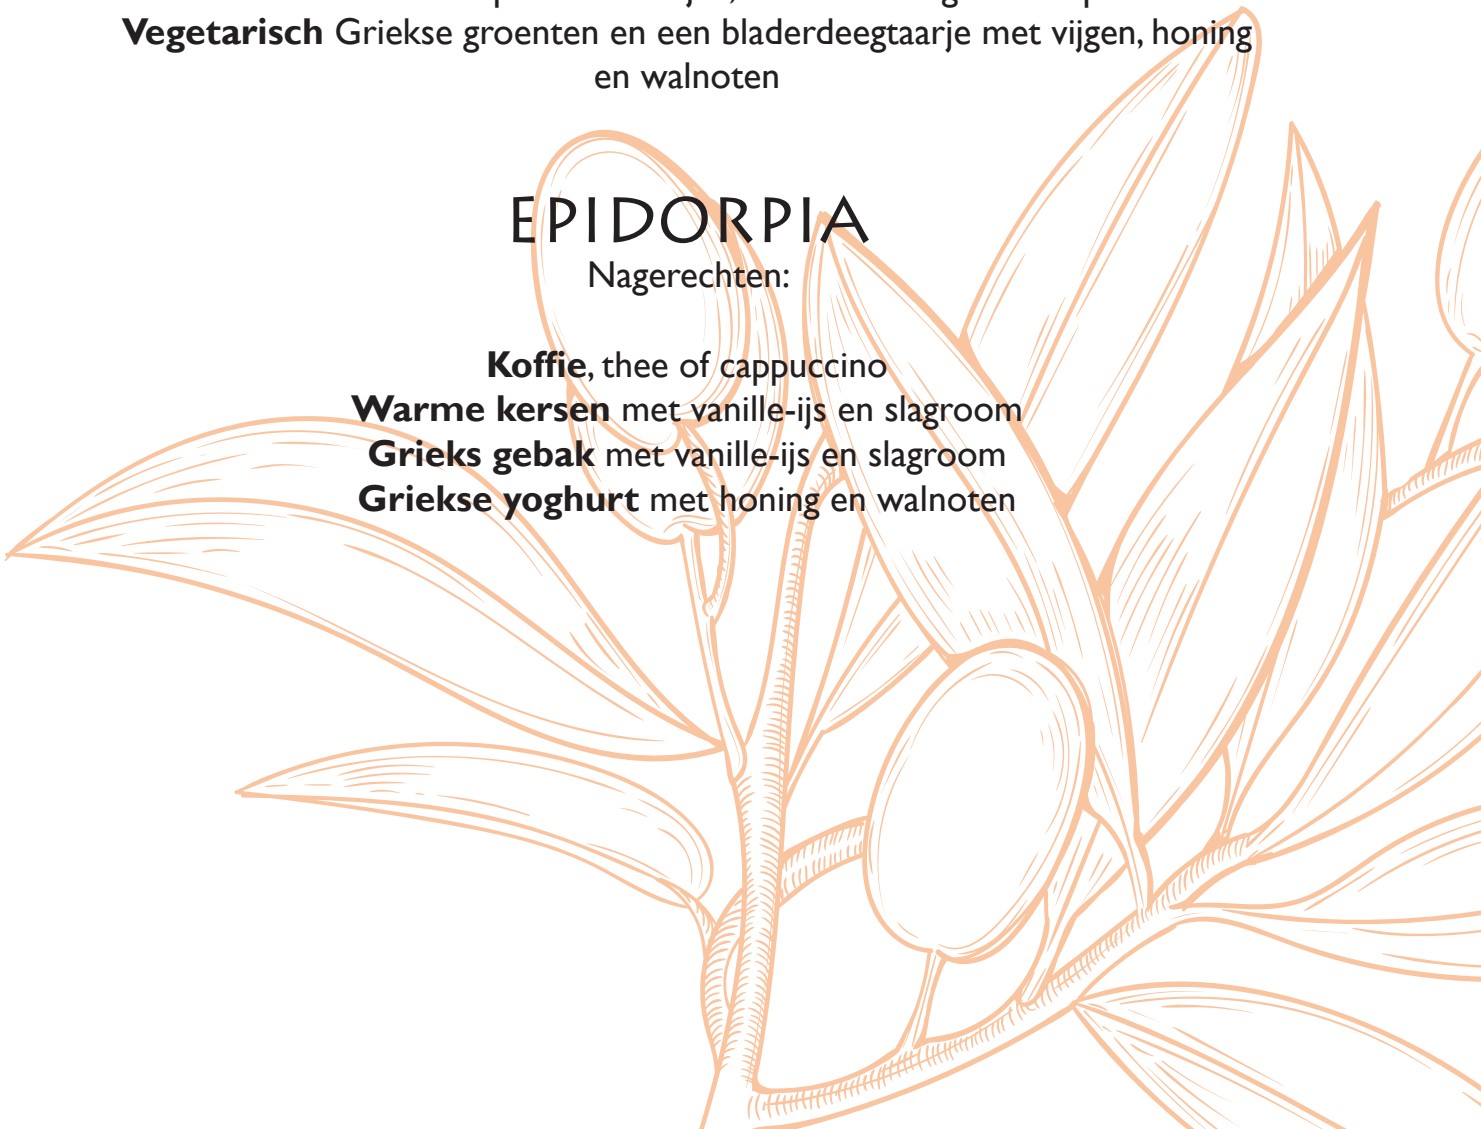 Vegetarisch Griekse groenten en een bladerdeegtaarje met vijgen, honing
en walnoten
EPIDORPIA
Nagerechten:
Koffie, thee of cappuccino
Warme kersen met vanille-ijs en slagroom
Grieks gebak met vanille-ijs en slagroom
Griekse yoghurt met honing en walnoten